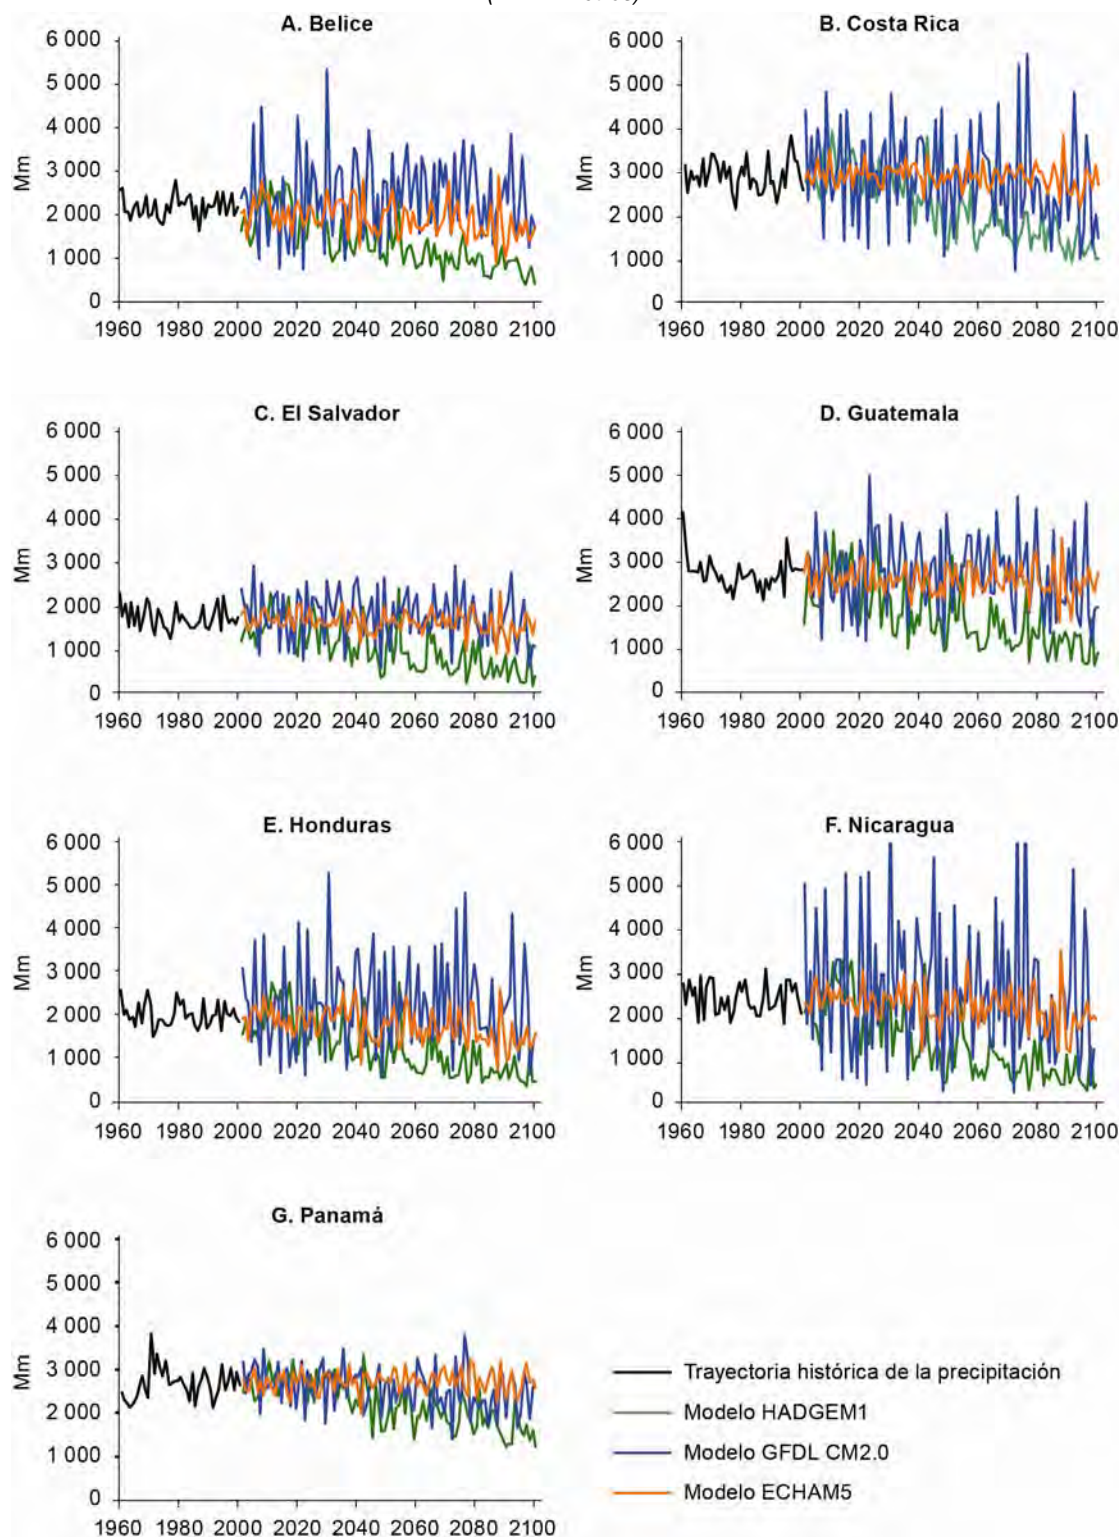 A. Belice
B. Costa Rica
6 000
5 000
4 000
3 000
2 000
1 000
0
Mm
1960 1980 2000 2020 2040 2060 2080 2100
6 000
5 000
4 000
3 000
2 000
1 000
0
Mm
1960 1980 2000 2020 2040 2060 2080 2100
C. El Salvador
D. Guatemala
6 000
5 000
4 000
3 000
2 000
1 000
0
Mm
1960 1980 2000 2020 2040 2060 2080 2100
6 000
5 000
4 000
3 000
2 000
1 000
0
Mm
1960 1980 2000 2020 2040 2060 2080 2100
E. Honduras
F. Nicaragua
6 000
5 000
4 000
3 000
2 000
1 000
0
Mm
1960 1980 2000 2020 2040 2060 2080 2100
6 000
5 000
4 000
3 000
2 000
1 000
0
Mm
1960 1980 2000 2020 2040 2060 2080 2100
G. Panamá
6 000
5 000
4 000
3 000
2 000
1 000
0
Mm
1960 1980 2000 2020 2040 2060 2080 2100
Trayectoria histórica de la precipitación
Modelo HADGEM1
Modelo GFDL CM2.0
Modelo ECHAM5